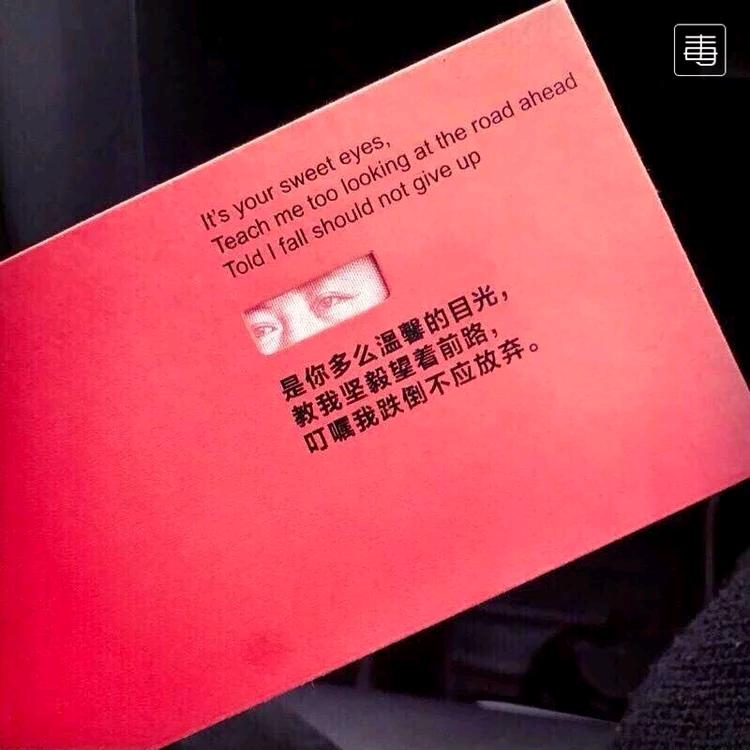 毒
It's your sweet eyes,
Teach me too looking at the road ahead
Told I fall should not give up
是你多么温馨的目光，
教我坚毅望着前路，
叮嘱我跌倒不应放弃。